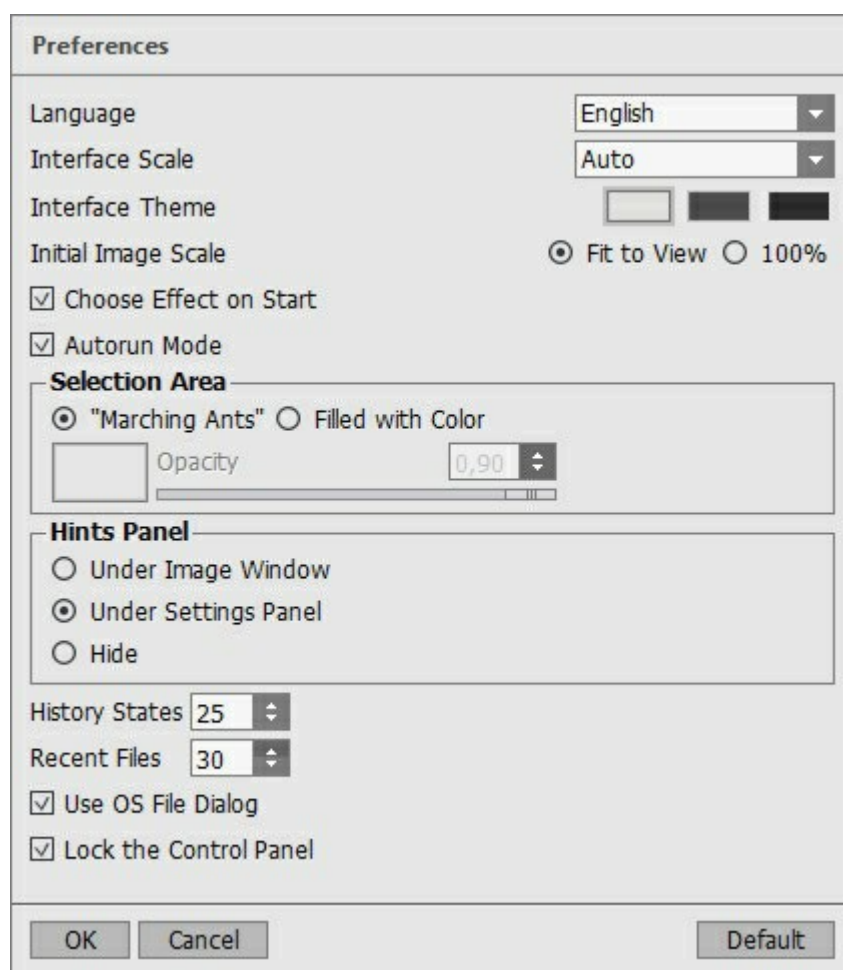 Preferences
Language English
Interface Scale Auto
Interface Theme
Initial Image Scale Fit to View 100%
Choose Effect on Start
Autorun Mode
Selection Area
"Marching Ants" Filled with Color
Opacity 0,90
Hints Panel
Under Image Window
Under Settings Panel
Hide
History States 25
Recent Files 30
Use OS File Dialog
Lock the Control Panel
OK Cancel Default